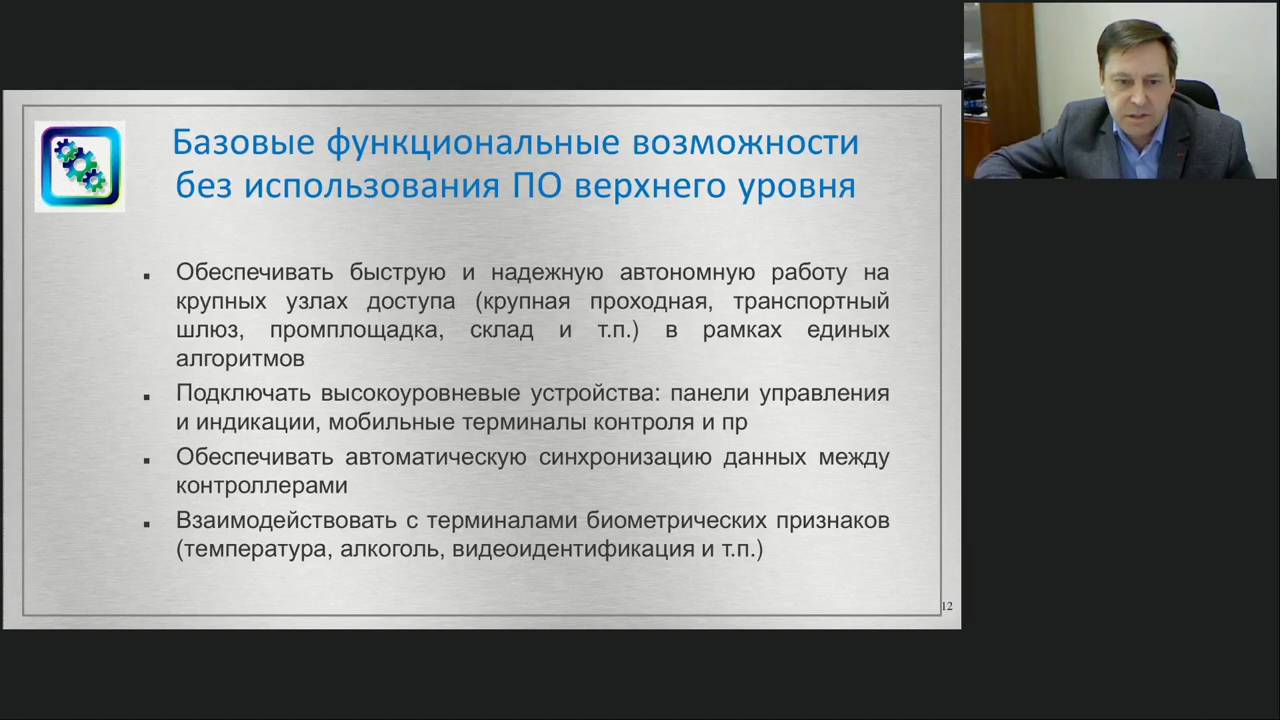 Базовые функциональные возможности
без использования ПО верхнего уровня
▪ Обеспечивать быструю и надежную автономную работу на
крупных узлах доступа (крупная проходная, транспортный
шлюз, промплощадка, склад и т.п.) в рамках единых
алгоритмов
▪ Подключать высокоуровневые устройства: панели управления
и индикации, мобильные терминалы контроля и пр
▪ Обеспечивать автоматическую синхронизацию данных между
контроллерами
▪ Взаимодействовать с терминалами биометрических признаков
(температура, алкоголь, видеоидентификация и т.п.)
12